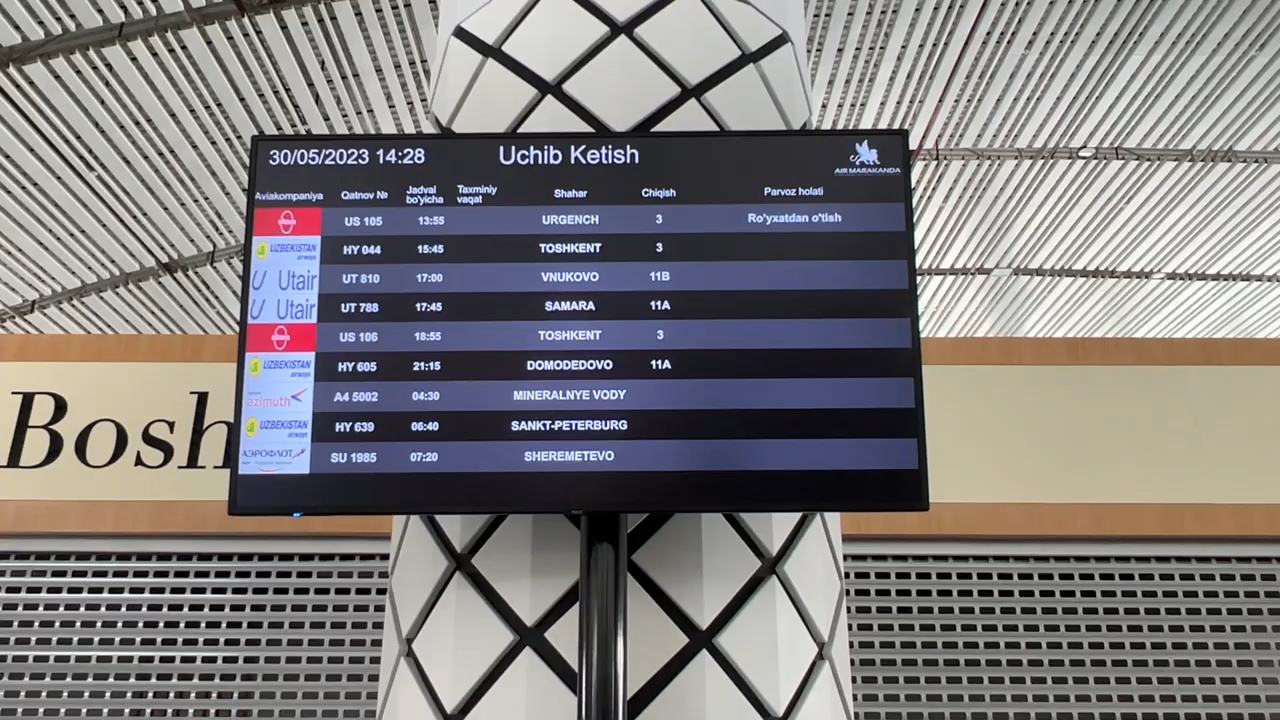 30/05/2023 14:28 Uchib Ketish
AIR MARAKANDA
Aviakompaniya Qatnov № Jadval bo'yicha Taxminiy vaqat Shahar Chiqish Parvoz holati
US 105 13:55 URGENCH 3 Ro'yxatdan o'tish
UZBEKISTAN airways HY 044 15:45 TOSHKENT 3
Utair UT 810 17:00 VNUKOVO 11B
Utair UT 788 17:45 SAMARA 11A
US 106 18:55 TOSHKENT 3
UZBEKISTAN airways HY 605 21:15 DOMODEDOVO 11A
azimuth A4 5002 04:30 MINERALNYE VODY
UZBEKISTAN airways HY 639 06:40 SANKT-PETERBURG
АЭРОФЛОТ SU 1985 07:20 SHEREMETEVO
Bosh